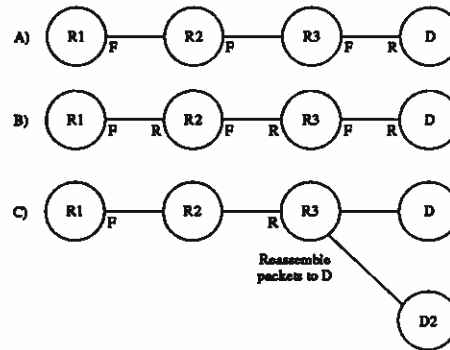 A) R1 F R2 F R3 F R D
B) R1 F R R2 F R R3 F R D
C) R1 F R2 R R3 D
Reassemble
packets to D
D2